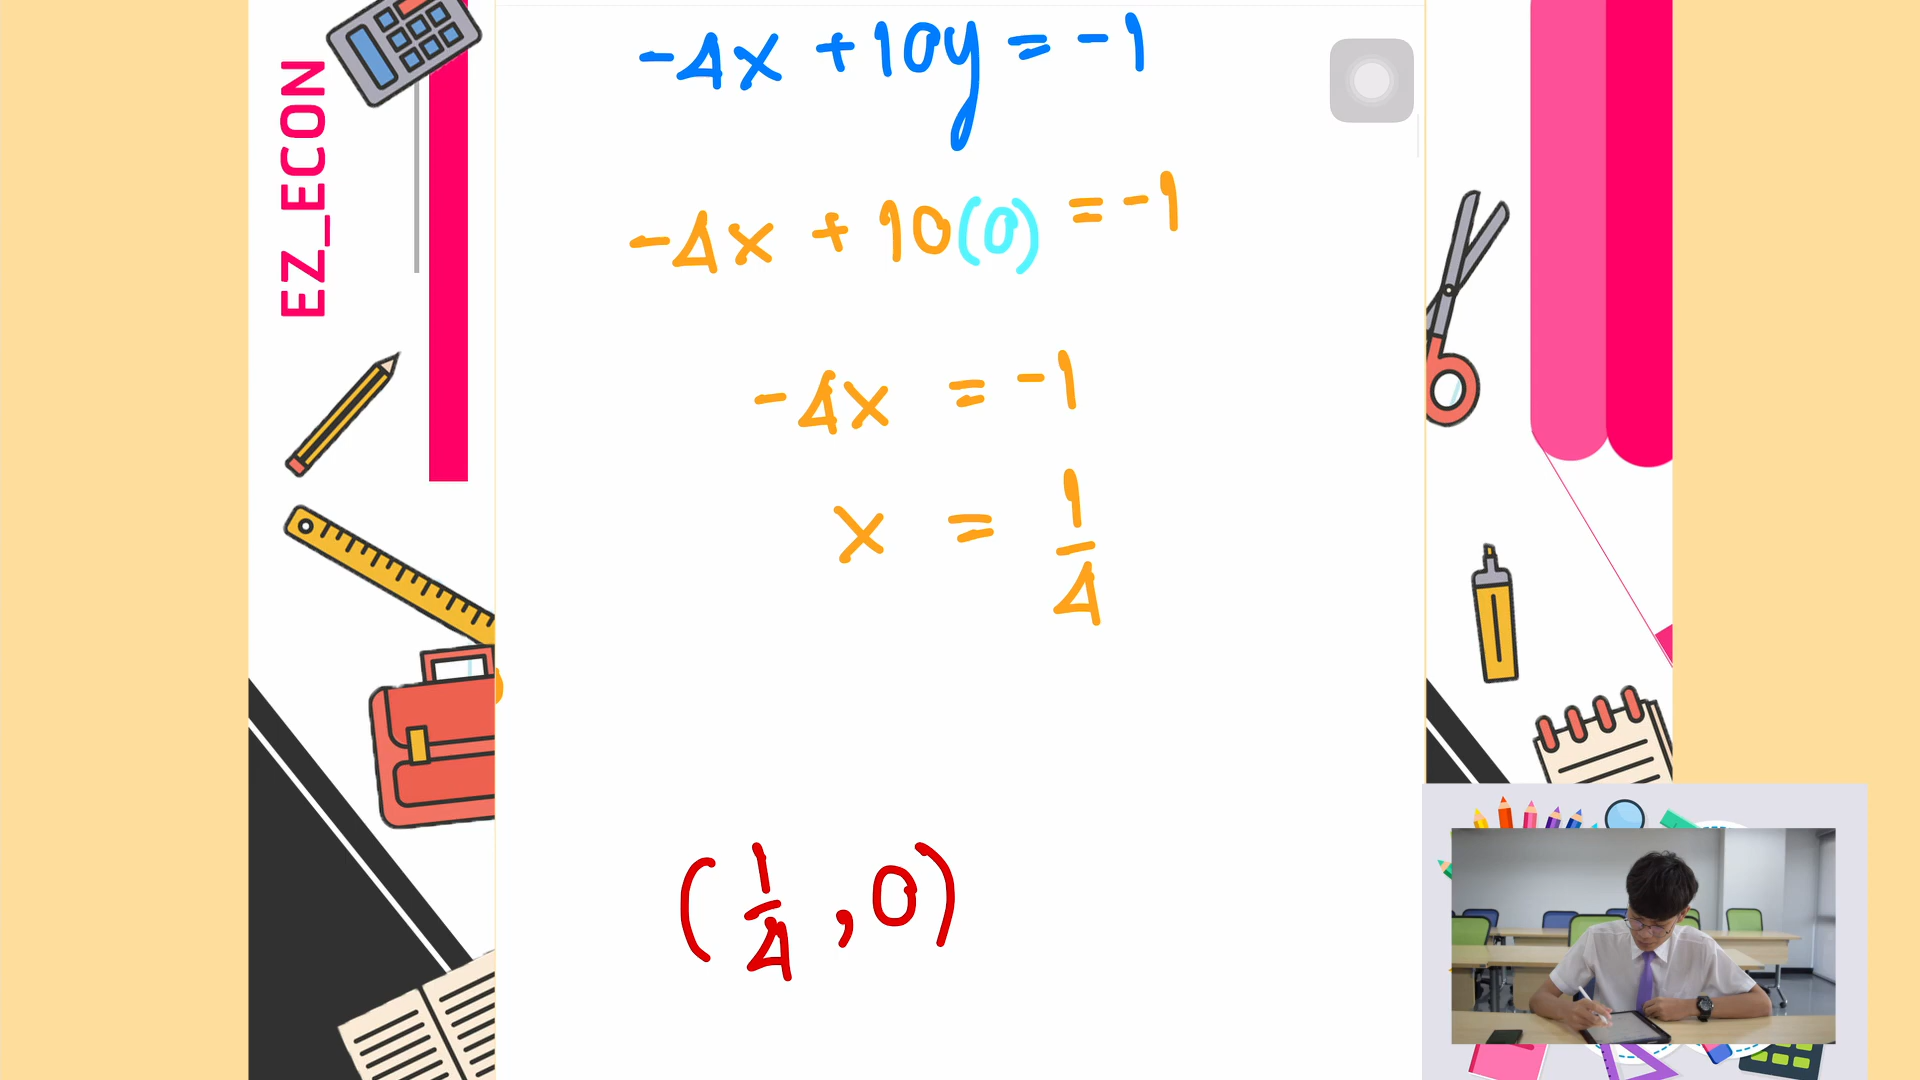 EZ_ECON
-4x + 10y = -1
-4x + 10(0) = -1
-4x = -1
x = 1/4
(1/4, 0)